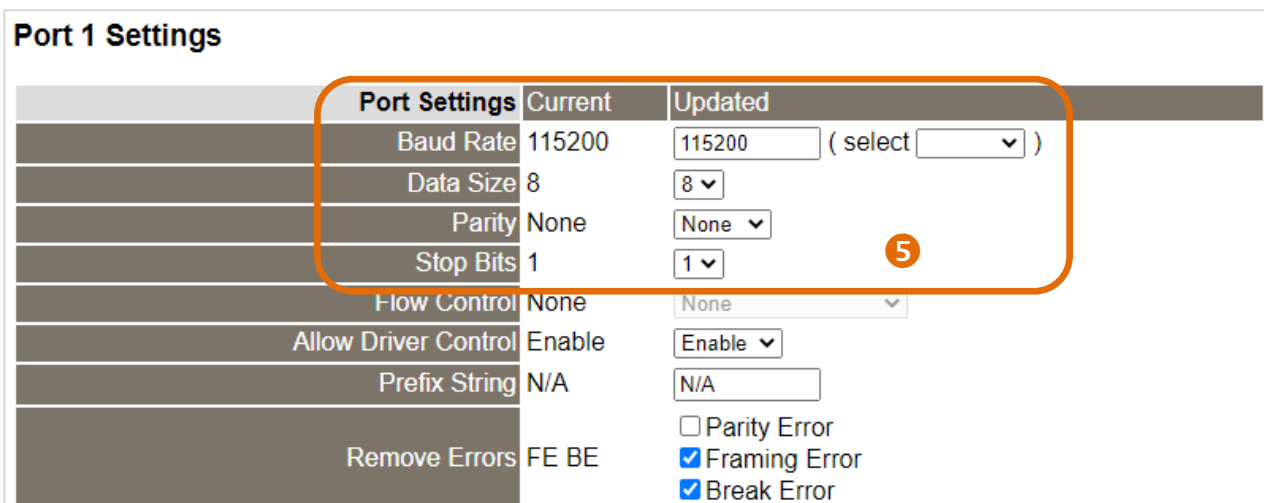 Port 1 Settings
Port Settings Current Updated
Baud Rate 115200 115200 ( select )
Data Size 8 8
Parity None None
Stop Bits 1 1
5
Flow Control None None
Allow Driver Control Enable Enable
Prefix String N/A N/A
Parity Error
Remove Errors FE BE Framing Error
Break Error